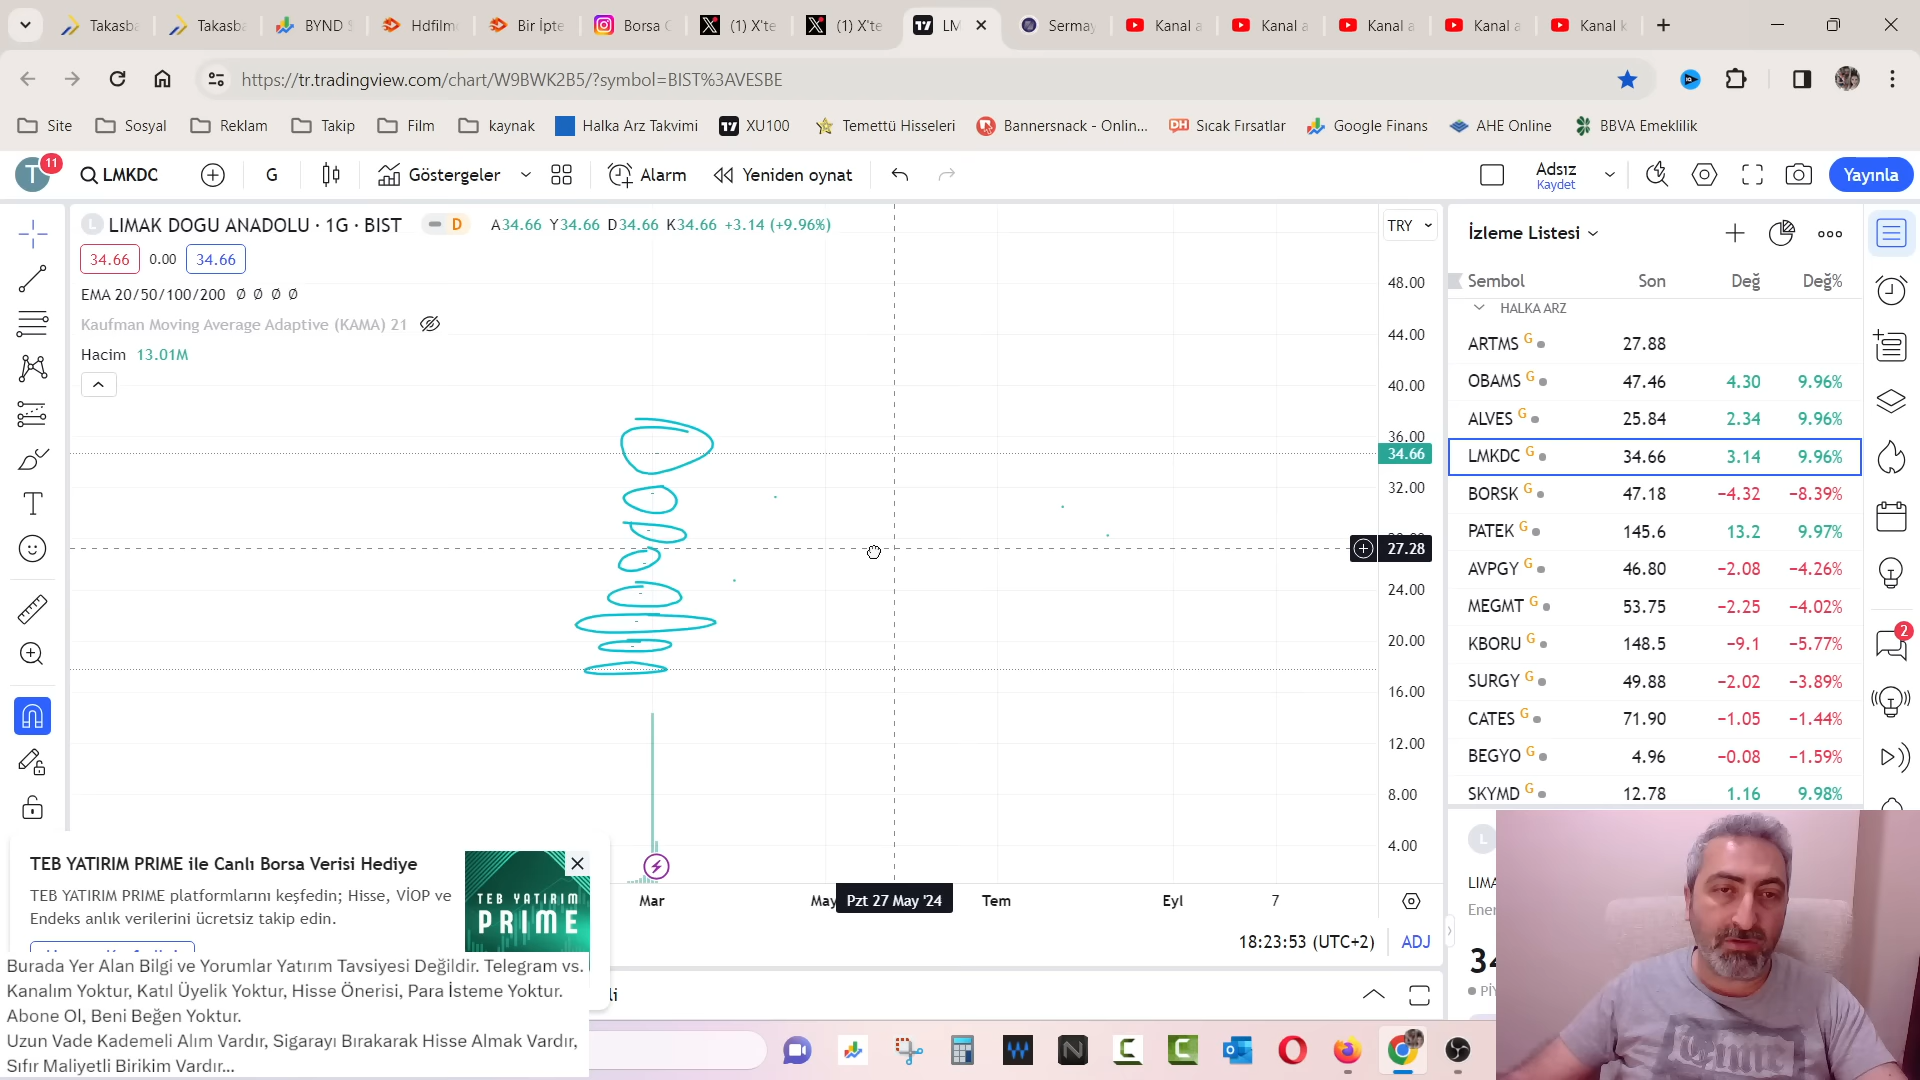 Takasba
Takasba
BYND S
Hdfilm
Bir İpte
Borsa G
(1) X'te
(1) X'te
LM
Sermay
Kanal a
Kanal a
Kanal a
Kanal a
Kanal k
https://tr.tradingview.com/chart/W9BWK2B5/?symbol=BIST%3AVESBE
Site
Sosyal
Reklam
Takip
Film
kaynak
Halka Arz Takvimi
XU100
Temettü Hisseleri
Bannersnack - Onlin...
Sıcak Fırsatlar
Google Finans
AHE Online
BBVA Emeklilik
T 11
LMKDC
G
Göstergeler
Alarm
Yeniden oynat
Adsız
Kaydet
Yayınla
LIMAK DOGU ANADOLU · 1G · BIST
D
A34.66 Y34.66 D34.66 K34.66 +3.14 (+9.96%)
34.66 0.00 34.66
EMA 20/50/100/200 Ø Ø Ø Ø
Kaufman Moving Average Adaptive (KAMA) 21
Hacim 13.01M
TRY
48.00
44.00
40.00
36.00
34.66
32.00
27.28
24.00
20.00
16.00
12.00
8.00
4.00
Mar
May
Pzt 27 May '24
Tem
Eyl
7
18:23:53 (UTC+2)
ADJ
İzleme Listesi
Sembol Son Değ Değ%
HALKA ARZ
ARTMS G 27.88
OBAMS G 47.46 4.30 9.96%
ALVES G 25.84 2.34 9.96%
LMKDC G 34.66 3.14 9.96%
BORSK G 47.18 −4.32 −8.39%
PATEK G 145.6 13.2 9.97%
AVPGY G 46.80 −2.08 −4.26%
MEGMT G 53.75 −2.25 −4.02%
KBORU G 148.5 −9.1 −5.77%
SURGY G 49.88 −2.02 −3.89%
CATES G 71.90 −1.05 −1.44%
BEGYO G 4.96 −0.08 −1.59%
SKYMD G 12.78 1.16 9.98%
2
L
LIMA
Ener
34
TEB YATIRIM PRIME ile Canlı Borsa Verisi Hediye
TEB YATIRIM PRIME platformlarını keşfedin; Hisse, VİOP ve
Endeks anlık verilerini ücretsiz takip edin.
TEB YATIRIM
PRIME
Burada Yer Alan Bilgi ve Yorumlar Yatırım Tavsiyesi Değildir. Telegram vs.
Kanalım Yoktur, Katıl Üyelik Yoktur, Hisse Önerisi, Para İsteme Yoktur.
Abone Ol, Beni Beğen Yoktur.
Uzun Vade Kademeli Alım Vardır, Sigarayı Bırakarak Hisse Almak Vardır,
Sıfır Maliyetli Birikim Vardır...